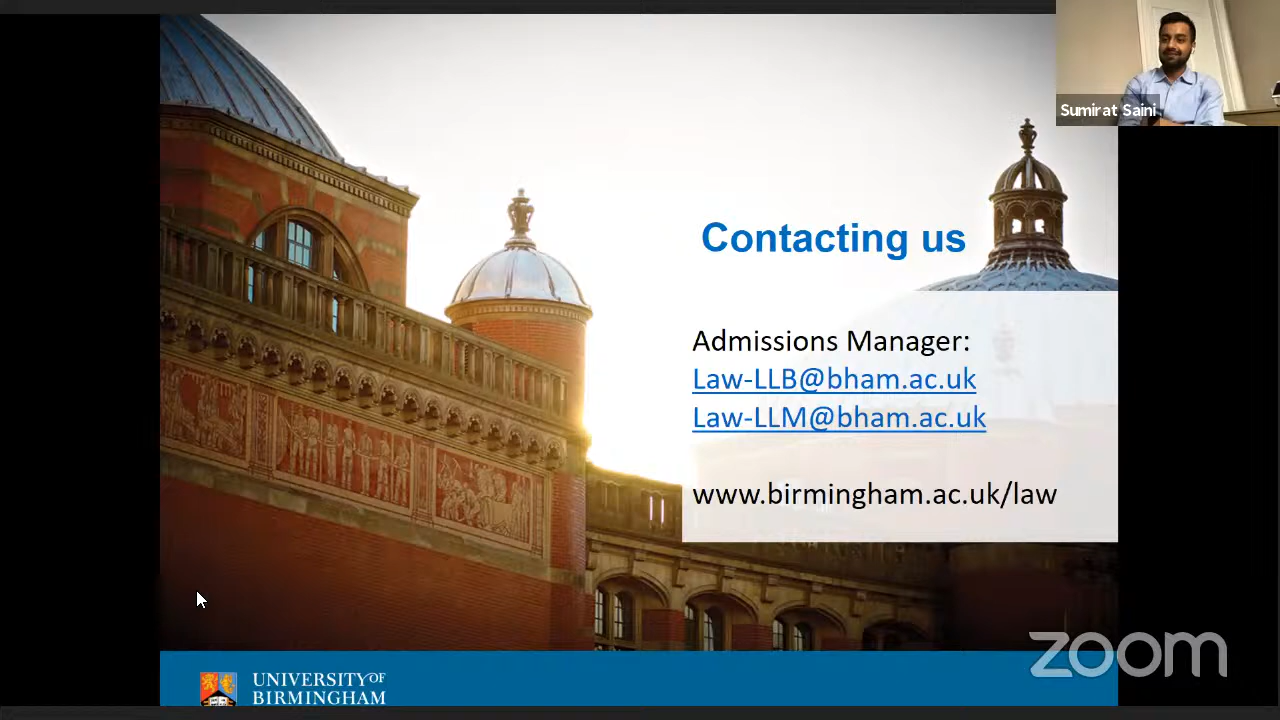 Sumirat Saini
Contacting us
Admissions Manager:
Law-LLB@bham.ac.uk
Law-LLM@bham.ac.uk
www.birmingham.ac.uk/law
zoom
UNIVERSITY OF
BIRMINGHAM